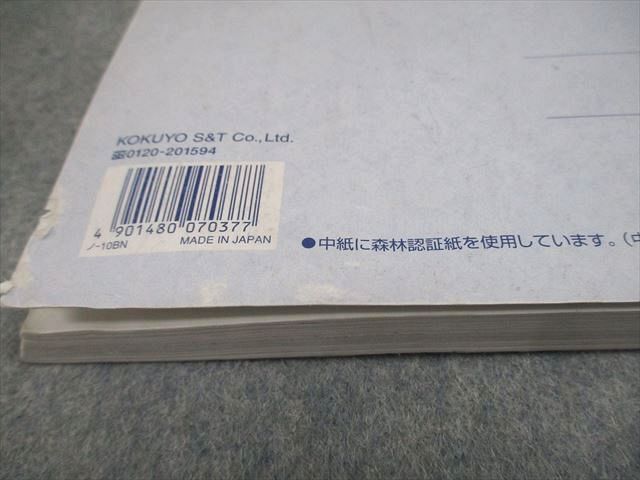 KOKUYO S&T Co.,Ltd.
0120-201594
4 901480 070377
ノ-10BN MADE IN JAPAN
●中紙に森林認証紙を使用しています。(中